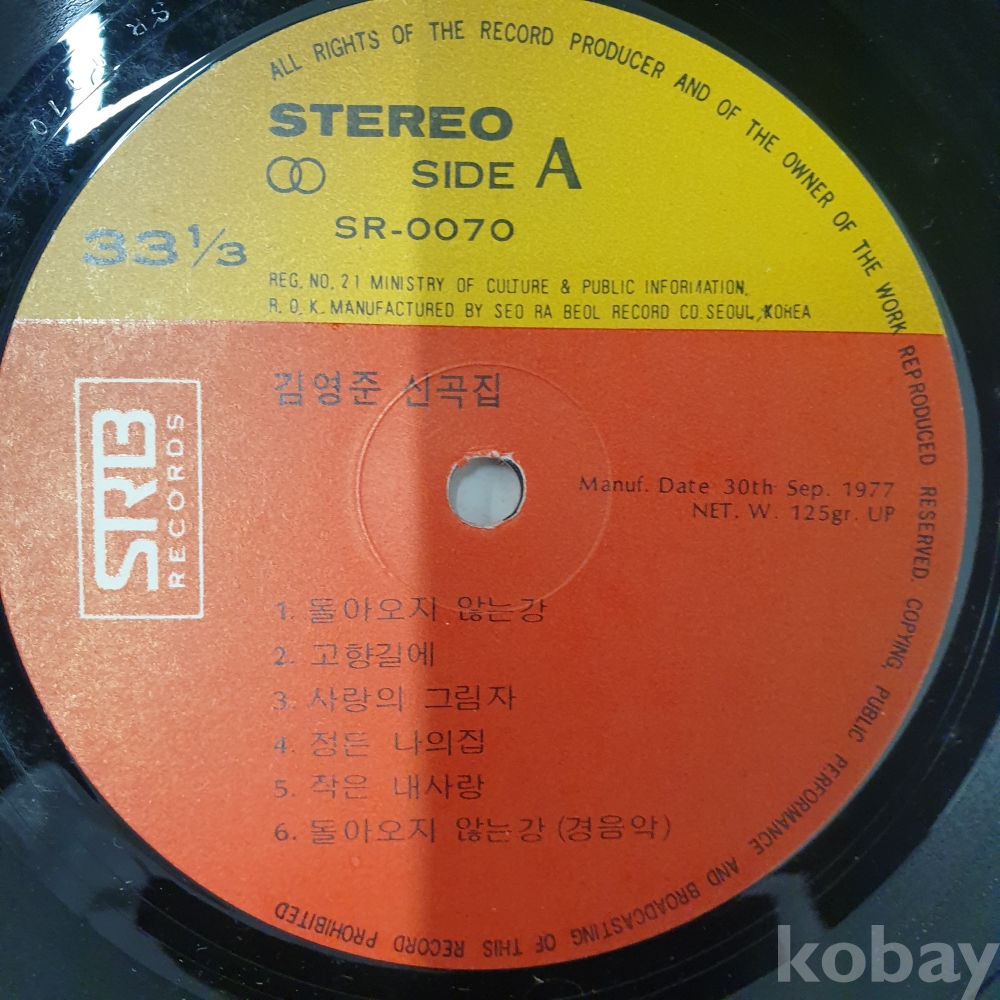 ALL RIGHTS OF THE RECORD PRODUCER AND OF THE OWNER OF THE WORK REPRODUCED RESERVED. COPYING, PUBLIC PERFORMANCE AND BROADCASTING OF THIS RECORD PROHIBITED
STEREO
SIDE A
SR-0070
33 1/3
REG. NO. 21 MINISTRY OF CULTURE & PUBLIC INFORMATION,
R. O. K. MANUFACTURED BY SEO RA BEOL RECORD CO. SEOUL, KOREA
김영준 신곡집
SRB
RECORDS
Manuf. Date 30th Sep. 1977
NET. W. 125gr. UP
1. 돌아오지 않는강
2. 고향길에
3. 사랑의 그림자
4. 정든 나의집
5. 작은 내사랑
6. 돌아오지 않는강 (경음악)
kobay